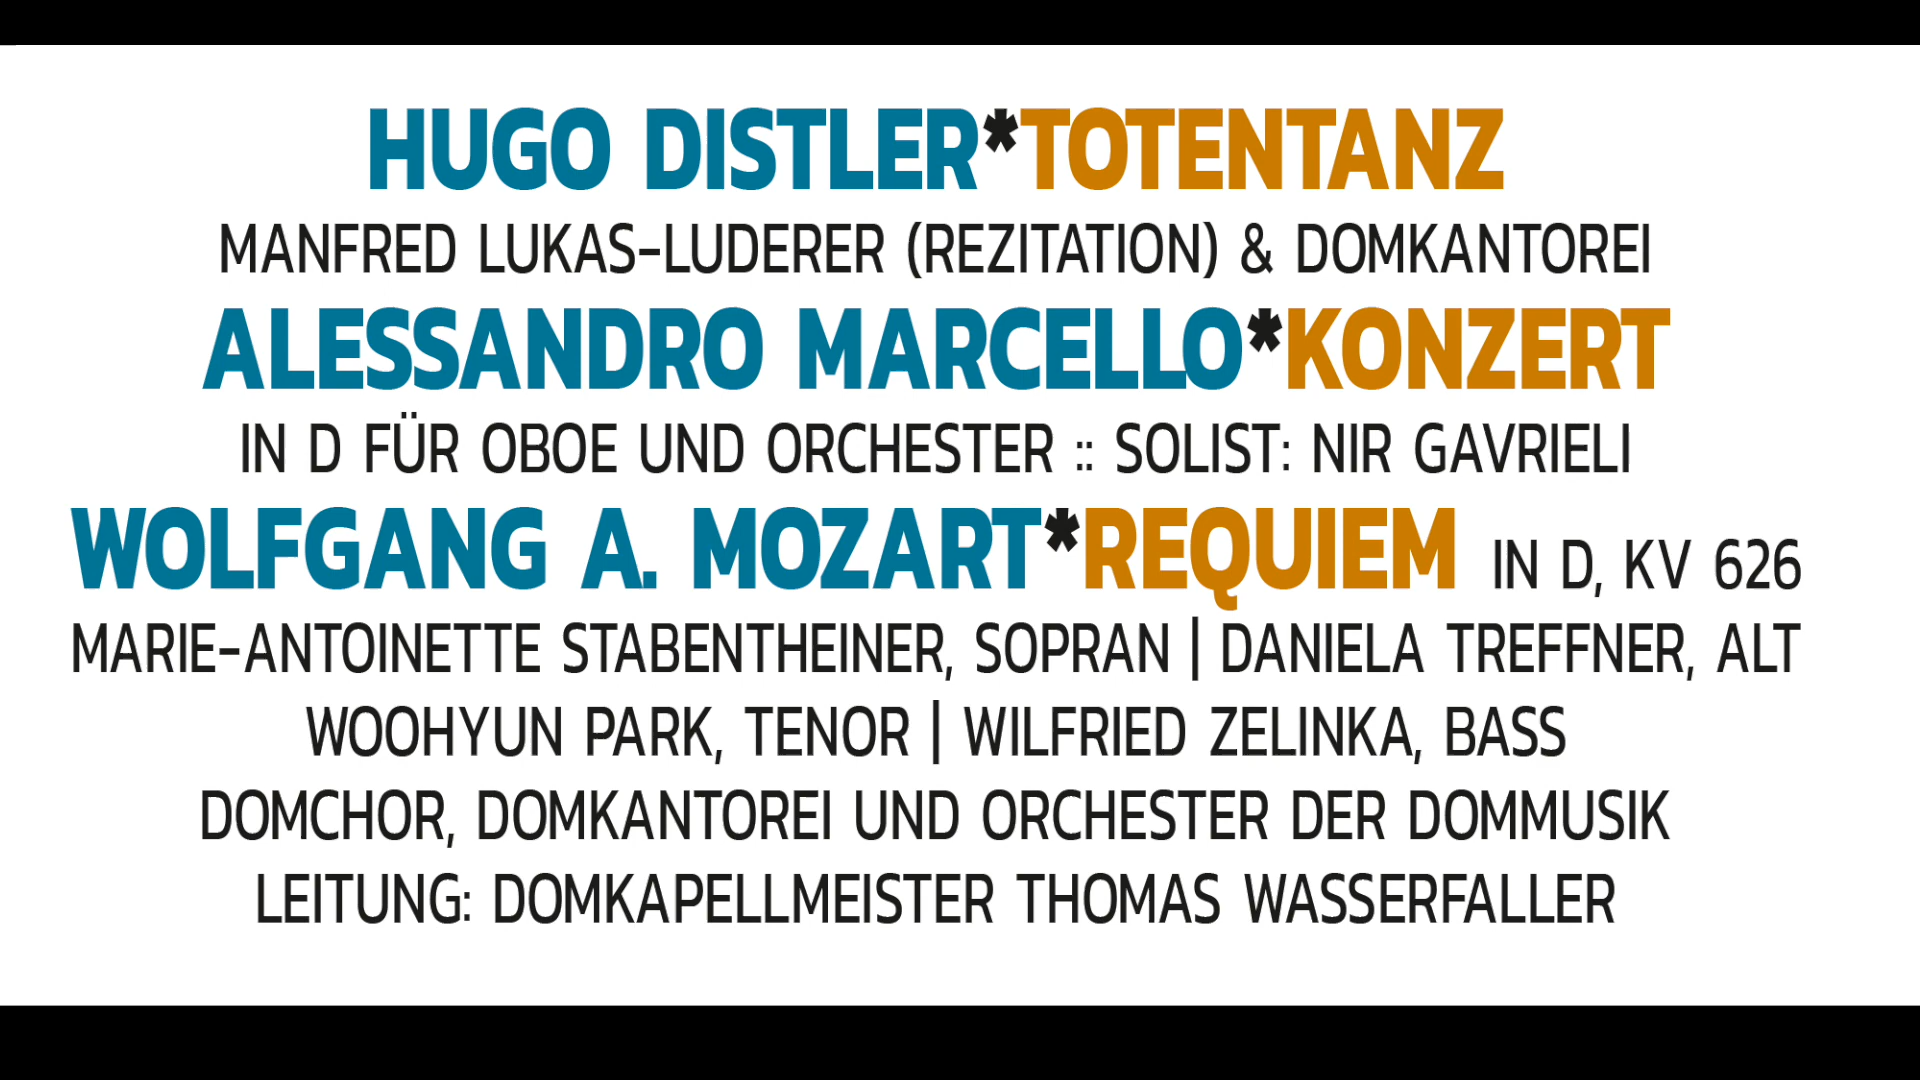 HUGO DISTLER*TOTENTANZ
MANFRED LUKAS-LUDERER (REZITATION) & DOMKANTOREI
ALESSANDRO MARCELLO*KONZERT
IN D FÜR OBOE UND ORCHESTER :: SOLIST: NIR GAVRIELI
WOLFGANG A. MOZART*REQUIEM IN D, KV 626
MARIE-ANTOINETTE STABENTHEINER, SOPRAN | DANIELA TREFFNER, ALT
WOOHYUN PARK, TENOR | WILFRIED ZELINKA, BASS
DOMCHOR, DOMKANTOREI UND ORCHESTER DER DOMMUSIK
LEITUNG: DOMKAPELLMEISTER THOMAS WASSERFALLER